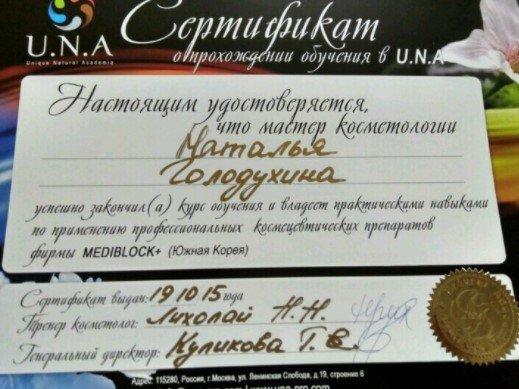 U.N.A
Unique Natural Academia
Сертификат
о прохождении обучения в U.N.A
Настоящим удостоверяется,
что мастер косметологии
Наталья
Голодухина
успешно закончил(а) курс обучения и владеет практическими навыками
по применению профессиональных космецевтических препаратов
фирмы MEDIBLOCK+ (Южная Корея)
Сертификат выдан: 19 10 15 года
Тренер косметолог: Лихолай Н.Н.
Генеральный директор: Куликова Т.В.
Адрес: 115280, Россия, г. Москва, ул. Ленинская Слобода, д.19, строение 6